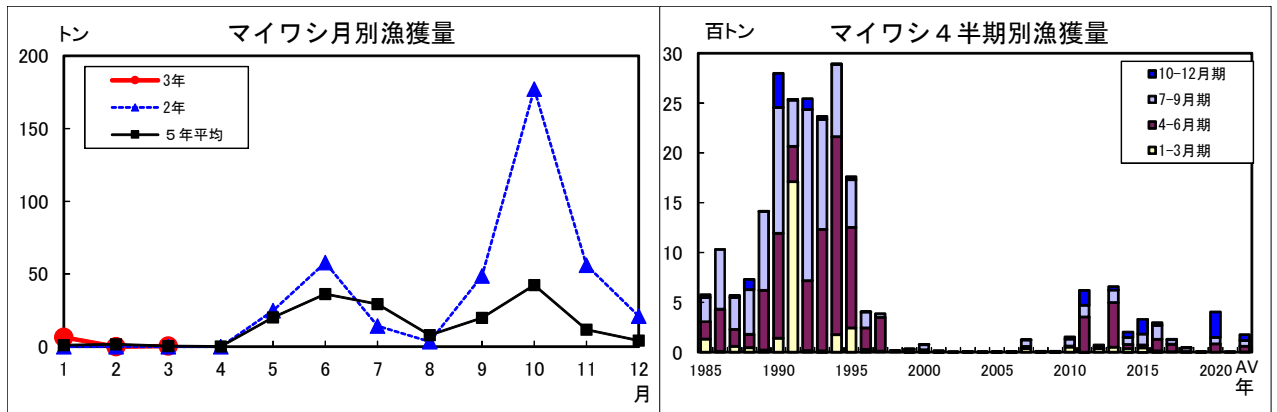 マイワシ月別漁獲量
トン
200
150
100
50
0
3年
2年
５年平均
1 2 3 4 5 6 7 8 9 10 11 12
月
マイワシ４半期別漁獲量
百トン
30
25
20
15
10
5
0
10-12月期
7-9月期
4-6月期
1-3月期
1985 1990 1995 2000 2005 2010 2015 2020 AV
年